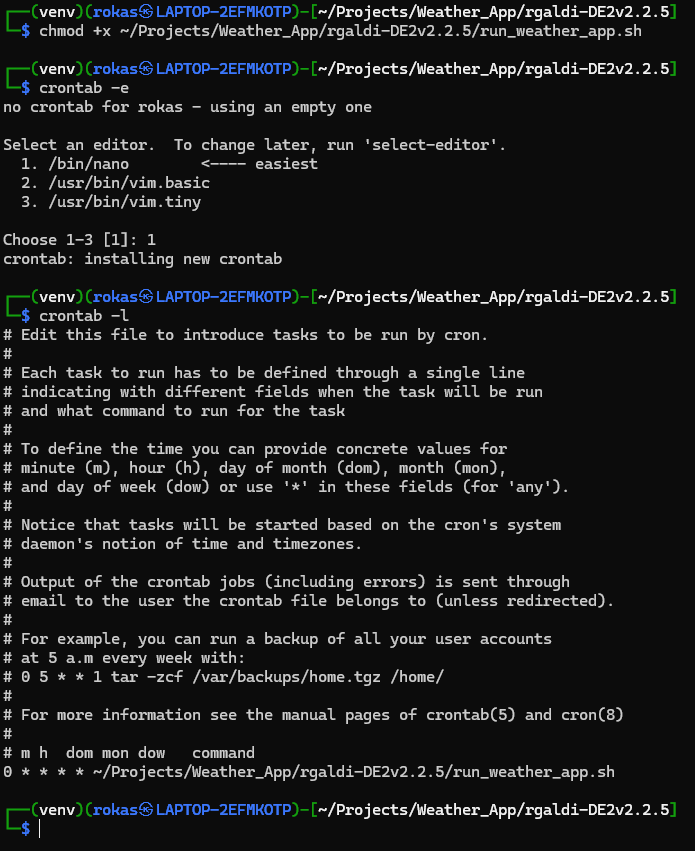 ┌──(venv)(rokas㉿LAPTOP-2EFMKOTP)-[~/Projects/Weather_App/rgaldi-DE2v2.2.5]
└─$ chmod +x ~/Projects/Weather_App/rgaldi-DE2v2.2.5/run_weather_app.sh
┌──(venv)(rokas㉿LAPTOP-2EFMKOTP)-[~/Projects/Weather_App/rgaldi-DE2v2.2.5]
└─$ crontab -e
no crontab for rokas - using an empty one
Select an editor.  To change later, run 'select-editor'.
  1. /bin/nano        <---- easiest
  2. /usr/bin/vim.basic
  3. /usr/bin/vim.tiny
Choose 1-3 [1]: 1
crontab: installing new crontab
┌──(venv)(rokas㉿LAPTOP-2EFMKOTP)-[~/Projects/Weather_App/rgaldi-DE2v2.2.5]
└─$ crontab -l
# Edit this file to introduce tasks to be run by cron.
#
# Each task to run has to be defined through a single line
# indicating with different fields when the task will be run
# and what command to run for the task
#
# To define the time you can provide concrete values for
# minute (m), hour (h), day of month (dom), month (mon),
# and day of week (dow) or use '*' in these fields (for 'any').
#
# Notice that tasks will be started based on the cron's system
# daemon's notion of time and timezones.
#
# Output of the crontab jobs (including errors) is sent through
# email to the user the crontab file belongs to (unless redirected).
#
# For example, you can run a backup of all your user accounts
# at 5 a.m every week with:
# 0 5 * * 1 tar -zcf /var/backups/home.tgz /home/
#
# For more information see the manual pages of crontab(5) and cron(8)
#
# m h  dom mon dow   command
0 * * * * ~/Projects/Weather_App/rgaldi-DE2v2.2.5/run_weather_app.sh
┌──(venv)(rokas㉿LAPTOP-2EFMKOTP)-[~/Projects/Weather_App/rgaldi-DE2v2.2.5]
└─$